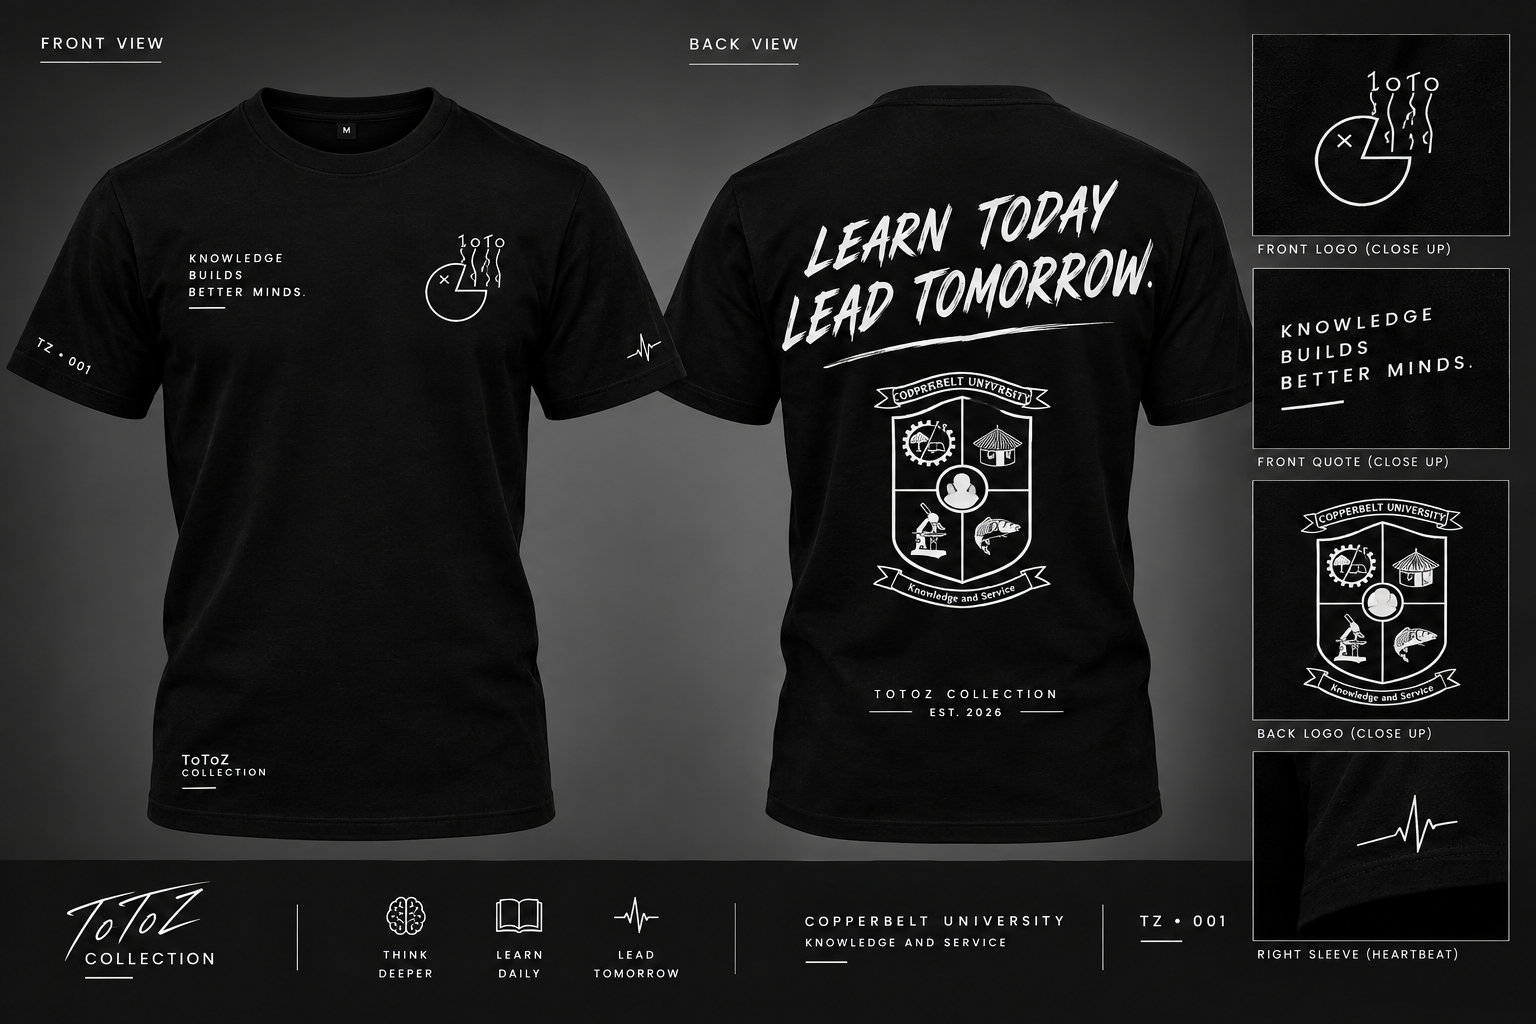 FRONT VIEW
M
KNOWLEDGE
BUILDS
BETTER MINDS.
1oTo
TZ • 001
ToToZ
COLLECTION
BACK VIEW
LEARN TODAY
LEAD TOMORROW.
COPPERBELT UNIVERSITY
Knowledge and Service
TOTOZ COLLECTION
EST. 2026
1oTo
FRONT LOGO (CLOSE UP)
KNOWLEDGE
BUILDS
BETTER MINDS.
FRONT QUOTE (CLOSE UP)
COPPERBELT UNIVERSITY
Knowledge and Service
BACK LOGO (CLOSE UP)
RIGHT SLEEVE (HEARTBEAT)
ToToZ
COLLECTION
THINK
DEEPER
LEARN
DAILY
LEAD
TOMORROW
COPPERBELT UNIVERSITY
KNOWLEDGE AND SERVICE
TZ • 001